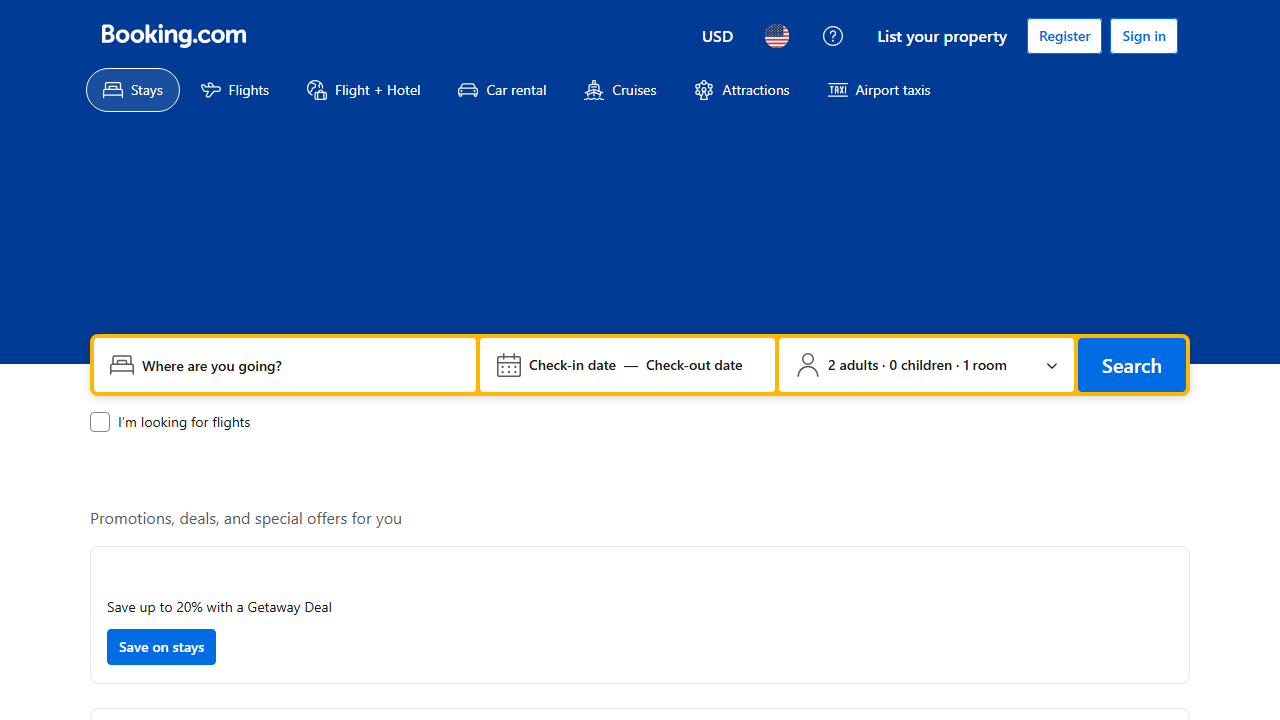 Booking.com
USD
List your property
Register
Sign in
Stays
Flights
Flight + Hotel
Car rental
Cruises
Attractions
TAXI Airport taxis
Where are you going?
Check-in date — Check-out date
2 adults · 0 children · 1 room
Search
I'm looking for flights
Promotions, deals, and special offers for you
Save up to 20% with a Getaway Deal
Save on stays